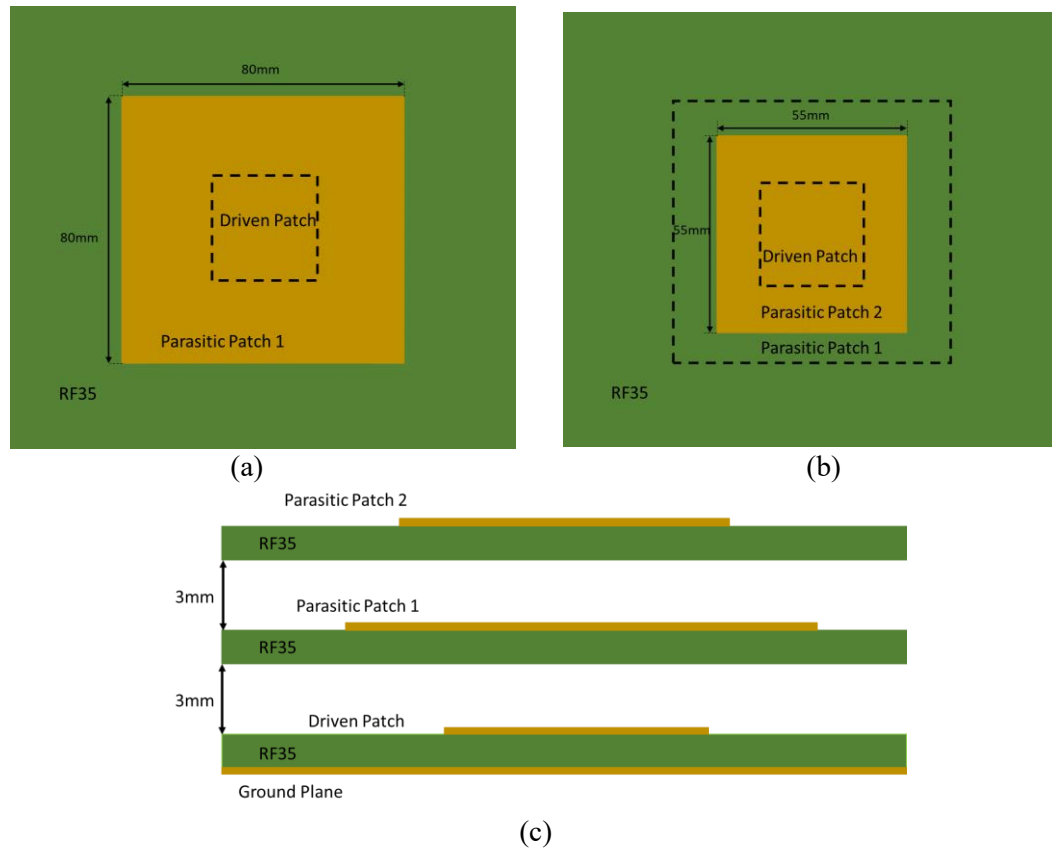 80mm
80mm
Driven Patch
Parasitic Patch 1
RF35
(a)
55mm
55mm
Driven Patch
Parasitic Patch 2
Parasitic Patch 1
RF35
(b)
Parasitic Patch 2
RF35
3mm
Parasitic Patch 1
RF35
3mm
Driven Patch
RF35
Ground Plane
(c)